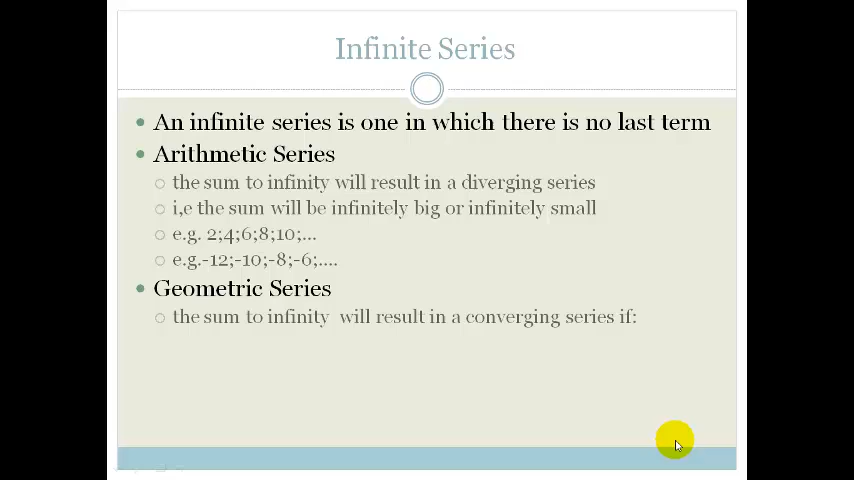 Infinite Series
An infinite series is one in which there is no last term
Arithmetic Series
the sum to infinity will result in a diverging series
i,e the sum will be infinitely big or infinitely small
e.g. 2;4;6;8;10;...
e.g.-12;-10;-8;-6;....
Geometric Series
the sum to infinity will result in a converging series if: